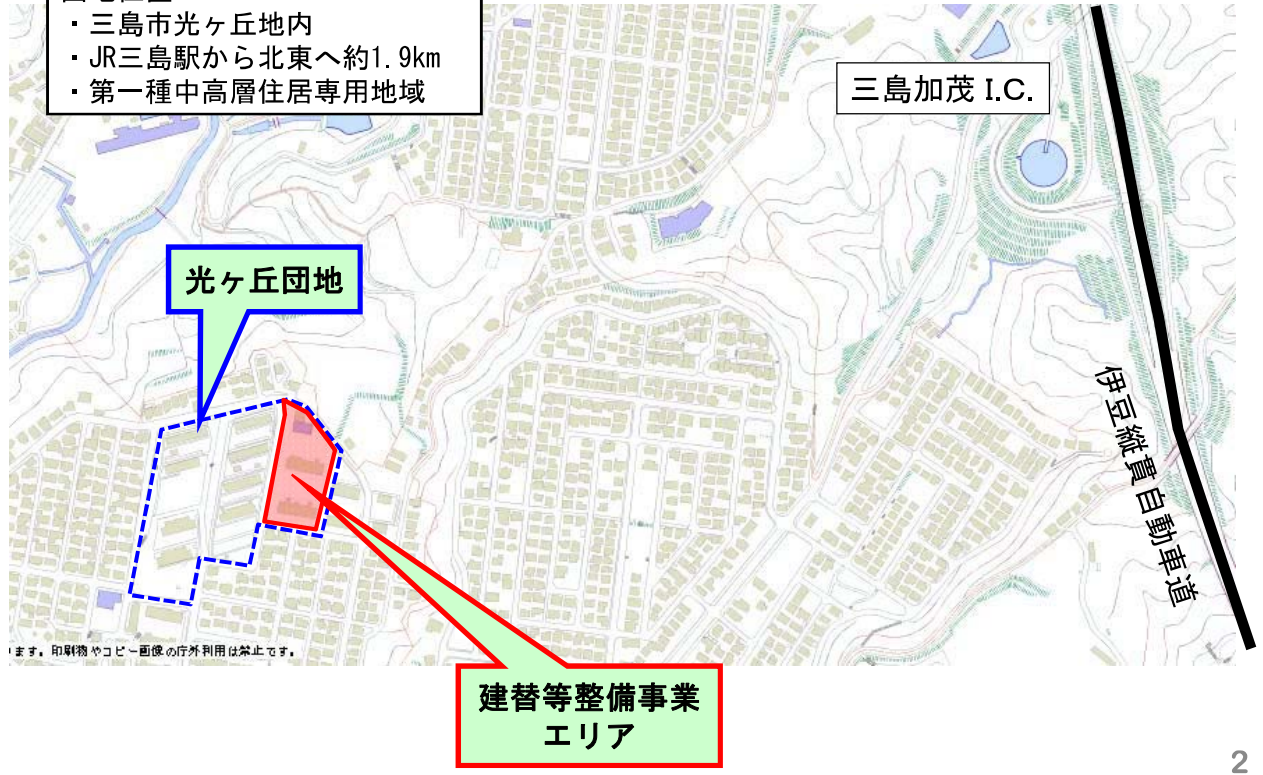 ・三島市光ヶ丘地内
・JR三島駅から北東へ約1.9km
・第一種中高層住居専用地域
三島加茂 I.C.
光ヶ丘団地
伊豆縦貫自動車道
ます。印刷物やコピー画像の庁外利用は禁止です。
建替等整備事業
エリア
2